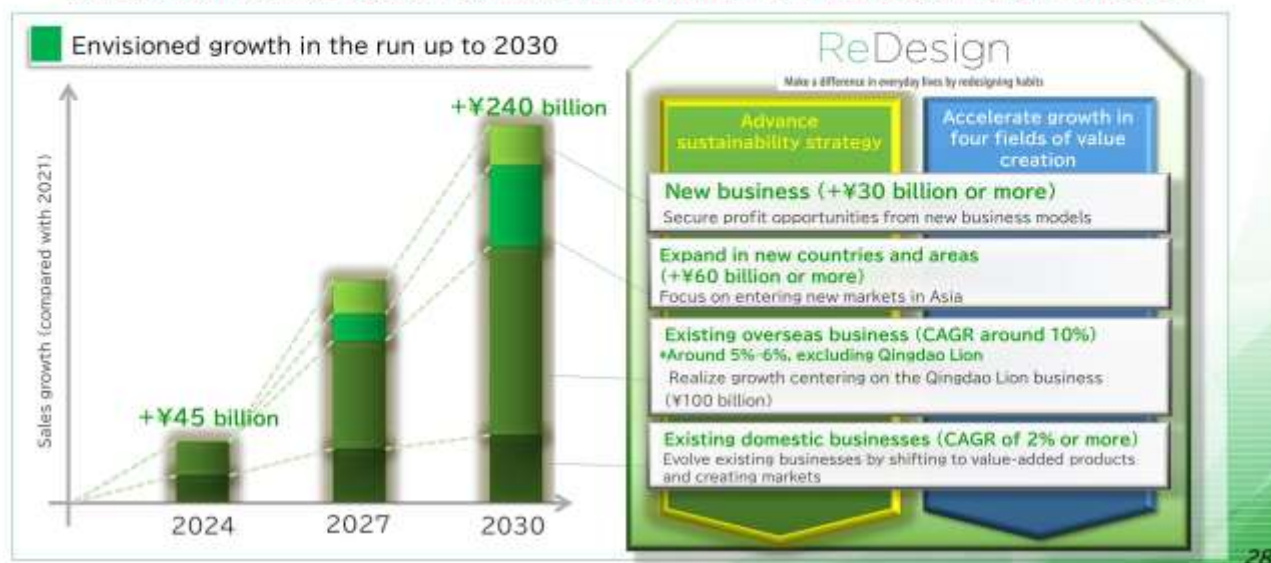 Envisioned growth in the run up to 2030
Sales growth (compared with 2021)
+¥45 billion
+¥240 billion
2024
2027
2030
ReDesign
Make a difference in everyday lives by redesigning habits
Advance
sustainability strategy
Accelerate growth in
four fields of value
creation
New business (+¥30 billion or more)
Secure profit opportunities from new business models
Expand in new countries and areas
(+¥60 billion or more)
Focus on entering new markets in Asia
Existing overseas business (CAGR around 10%)
*Around 5%-6%, excluding Qingdao Lion
Realize growth centering on the Qingdao Lion business
(¥100 billion)
Existing domestic businesses (CAGR of 2% or more)
Evolve existing businesses by shifting to value-added products
and creating markets
28